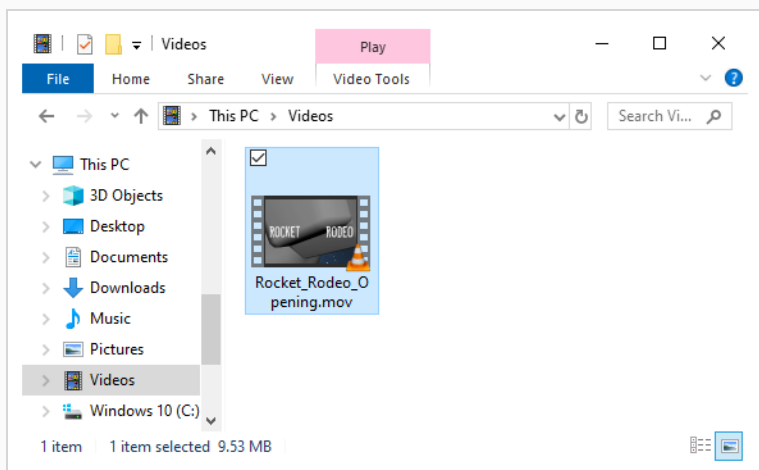 Videos
Play
File
Home
Share
View
Video Tools
This PC > Videos
Search Vi...
This PC
3D Objects
Desktop
Documents
Downloads
Music
Pictures
Videos
Windows 10 (C:)
ROCKET RODEO
Rocket_Rodeo_O
pening.mov
1 item
1 item selected 9.53 MB